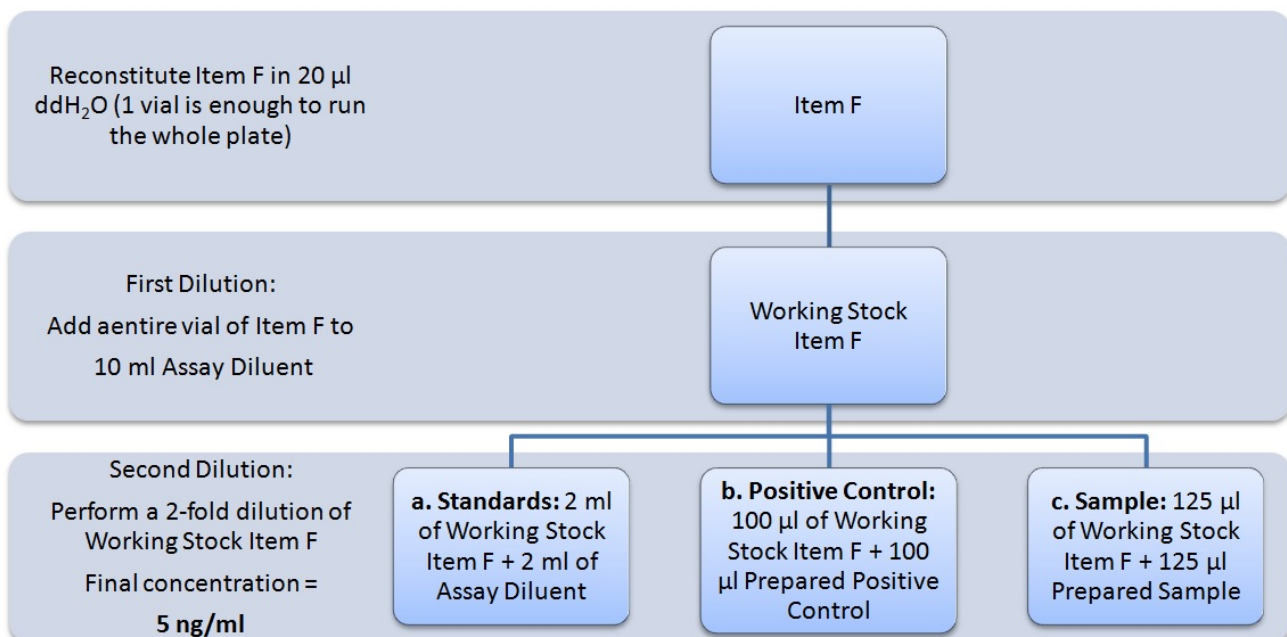 Reconstitute Item F in 20 µl
ddH₂O (1 vial is enough to run
the whole plate)
Item F
First Dilution:
Add aentire vial of Item F to
10 ml Assay Diluent
Working Stock
Item F
Second Dilution:
Perform a 2-fold dilution of
Working Stock Item F
Final concentration =
5 ng/ml
a. Standards: 2 ml
of Working Stock
Item F + 2 ml of
Assay Diluent
b. Positive Control:
100 µl of Working
Stock Item F + 100
µl Prepared Positive
Control
c. Sample: 125 µl
of Working Stock
Item F + 125 µl
Prepared Sample